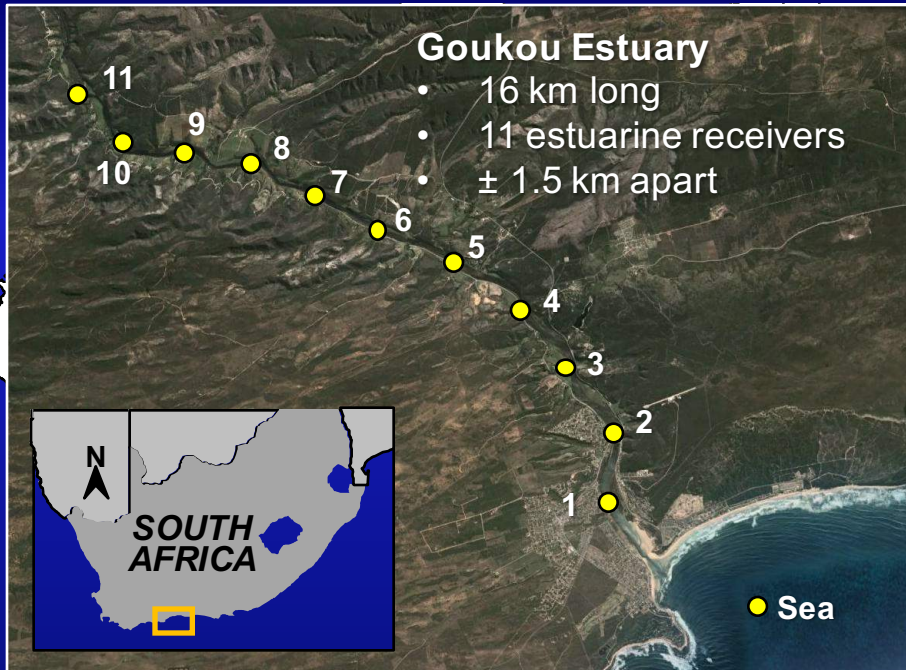 Goukou Estuary
• 16 km long
• 11 estuarine receivers
• ± 1.5 km apart
11
10
9
8
7
6
5
4
3
2
1
Sea
N
SOUTH
AFRICA